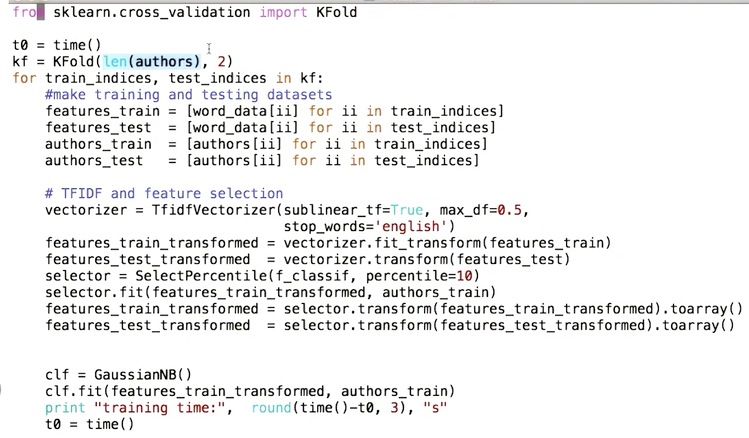 from sklearn.cross_validation import KFold
t0 = time()
kf = KFold(len(authors), 2)
for train_indices, test_indices in kf:
    #make training and testing datasets
    features_train = [word_data[ii] for ii in train_indices]
    features_test  = [word_data[ii] for ii in test_indices]
    authors_train  = [authors[ii] for ii in train_indices]
    authors_test   = [authors[ii] for ii in test_indices]
    # TFIDF and feature selection
    vectorizer = TfidfVectorizer(sublinear_tf=True, max_df=0.5,
                                 stop_words='english')
    features_train_transformed = vectorizer.fit_transform(features_train)
    features_test_transformed  = vectorizer.transform(features_test)
    selector = SelectPercentile(f_classif, percentile=10)
    selector.fit(features_train_transformed, authors_train)
    features_train_transformed = selector.transform(features_train_transformed).toarray()
    features_test_transformed  = selector.transform(features_test_transformed).toarray()
    clf = GaussianNB()
    clf.fit(features_train_transformed, authors_train)
    print "training time:",  round(time()-t0, 3), "s"
    t0 = time()